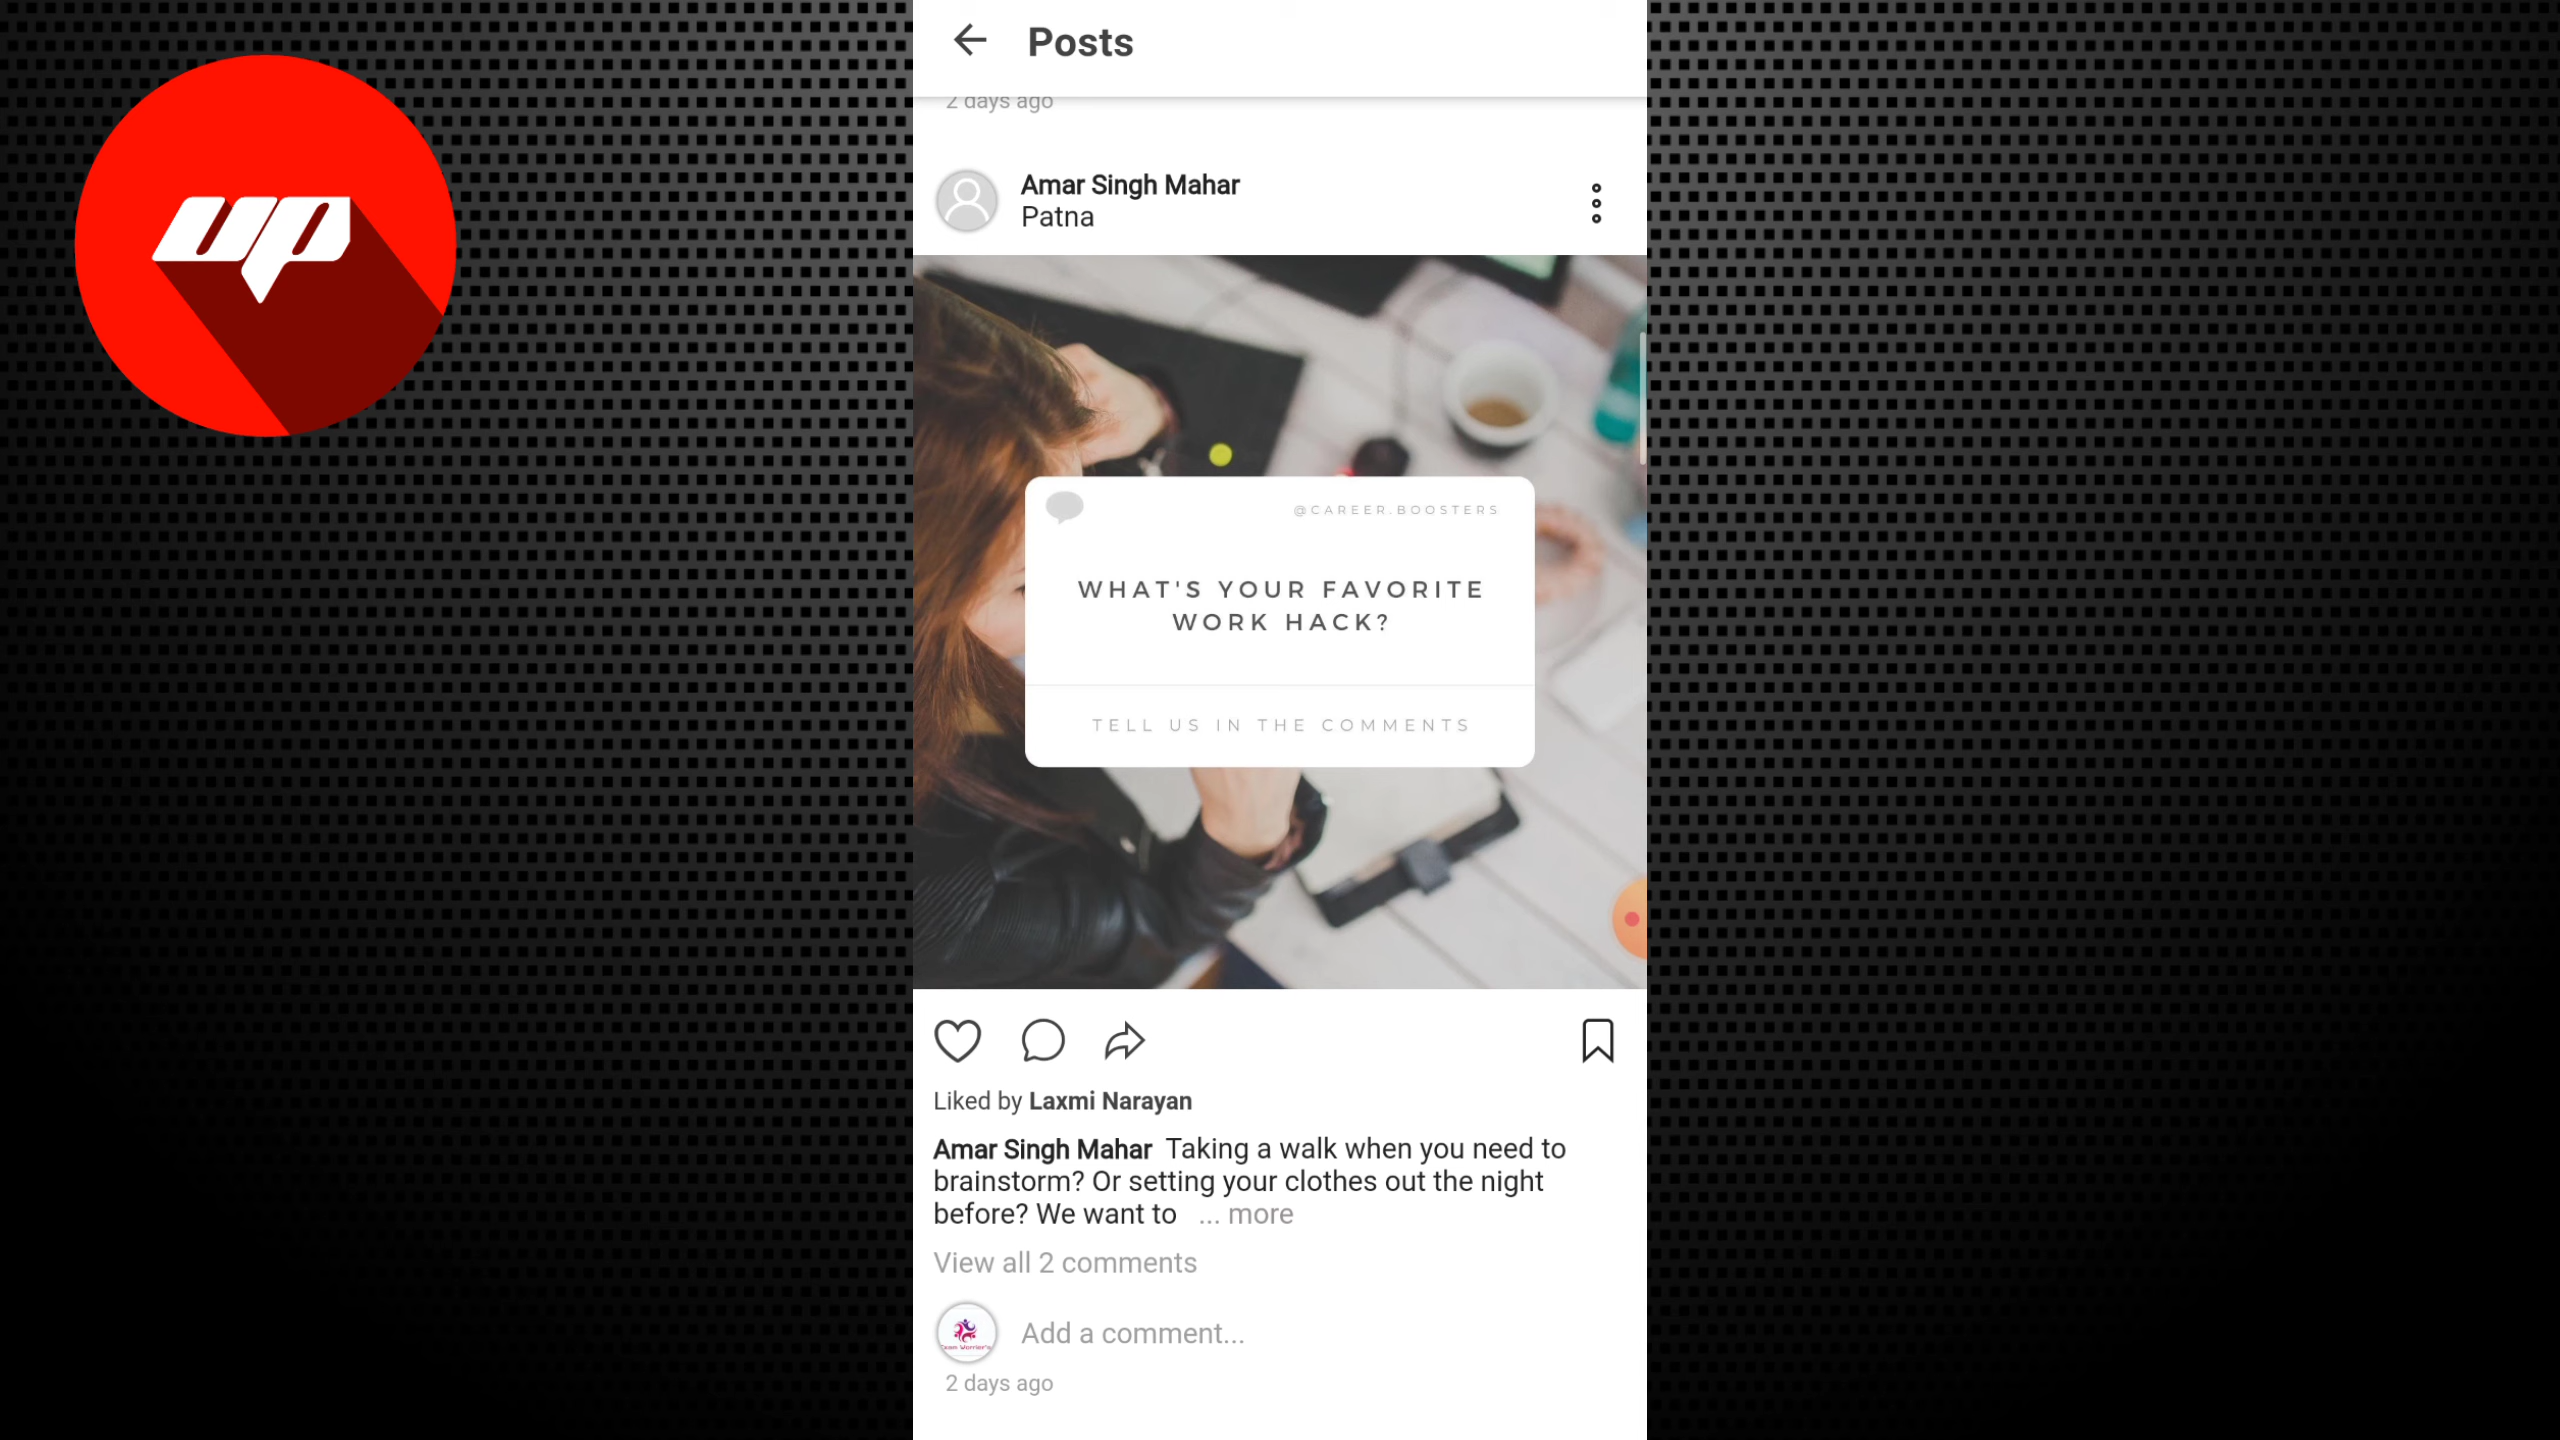 up
Posts
2 days ago
Amar Singh Mahar
Patna
@CAREER.BOOSTERS
WHAT'S YOUR FAVORITE
WORK HACK?
TELL US IN THE COMMENTS
Liked by Laxmi Narayan
Amar Singh Mahar Taking a walk when you need to
brainstorm? Or setting your clothes out the night
before? We want to ... more
View all 2 comments
Add a comment...
Team Worrier's
2 days ago